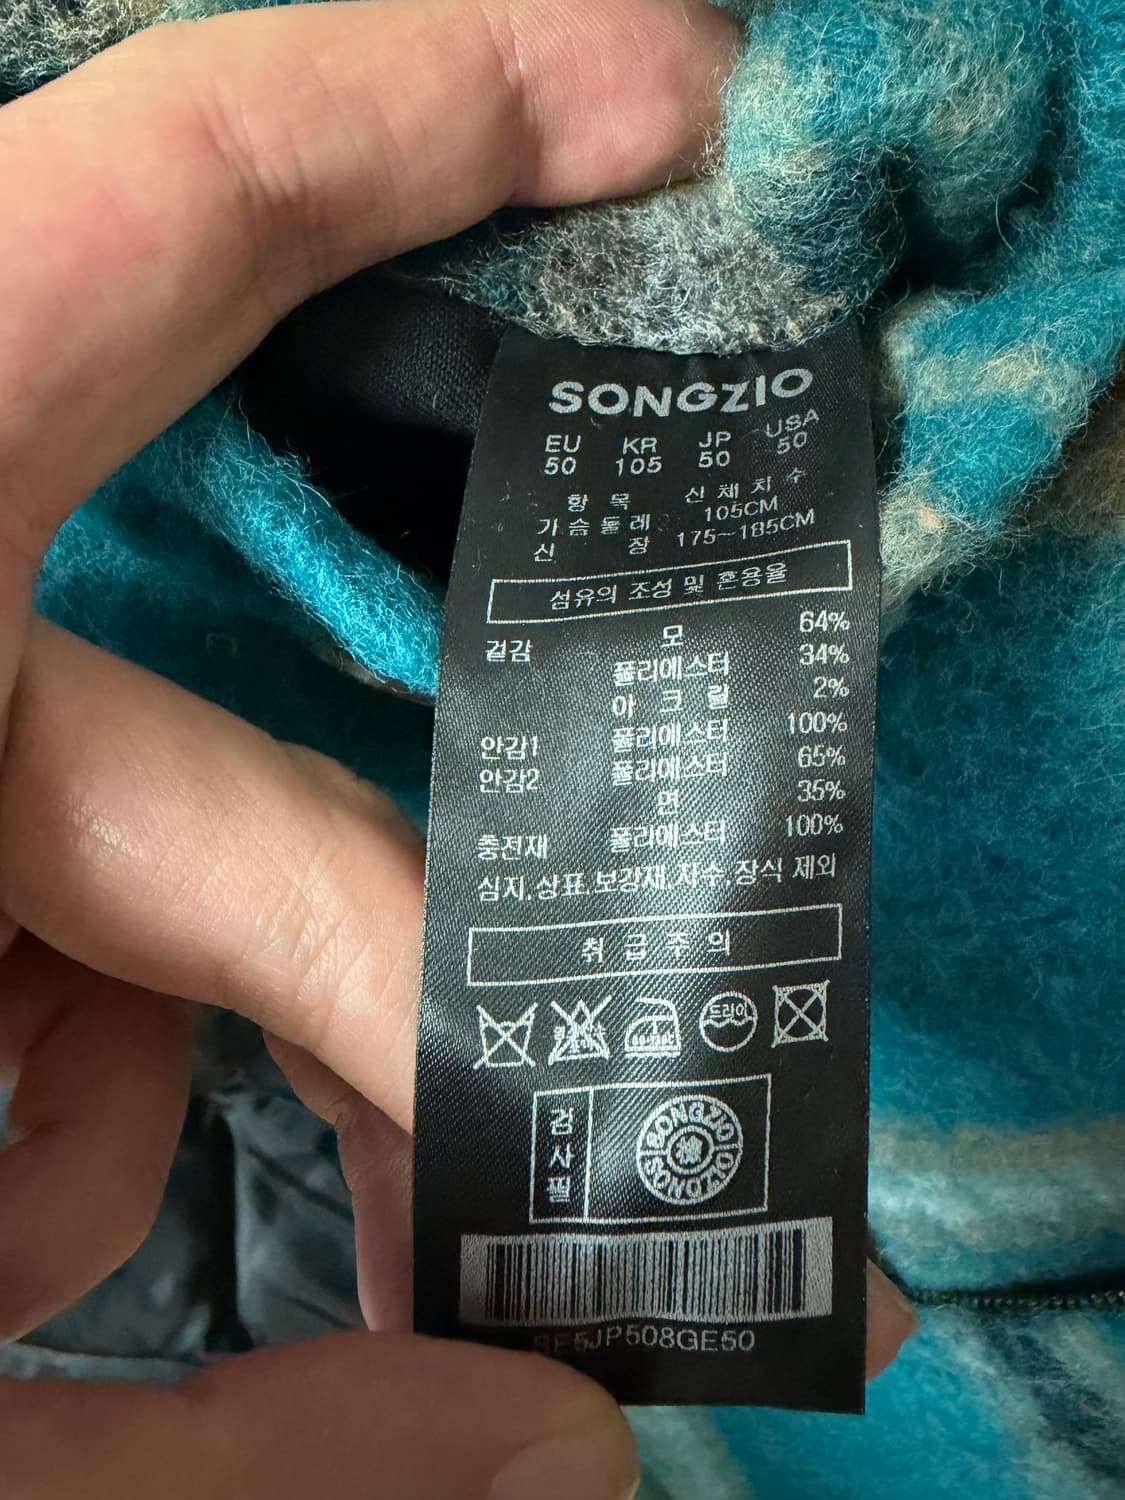 SONGZIO
EU KR JP USA
50 105 50 50
항 목 신 체 치 수
가 슴 둘 레 105CM
신 장 175~185CM
섬유의 조성 및 혼용율
겉감 모 64%
폴리에스터 34%
아 크 릴 2%
안감1 폴리에스터 100%
안감2 폴리에스터 65%
면 35%
충전재 폴리에스터 100%
심지,상표,보강재,자수,장식 제외
취 급 주 의
드라이
검사필
SONGZIO
SONGZIO
SE5JP508GE50